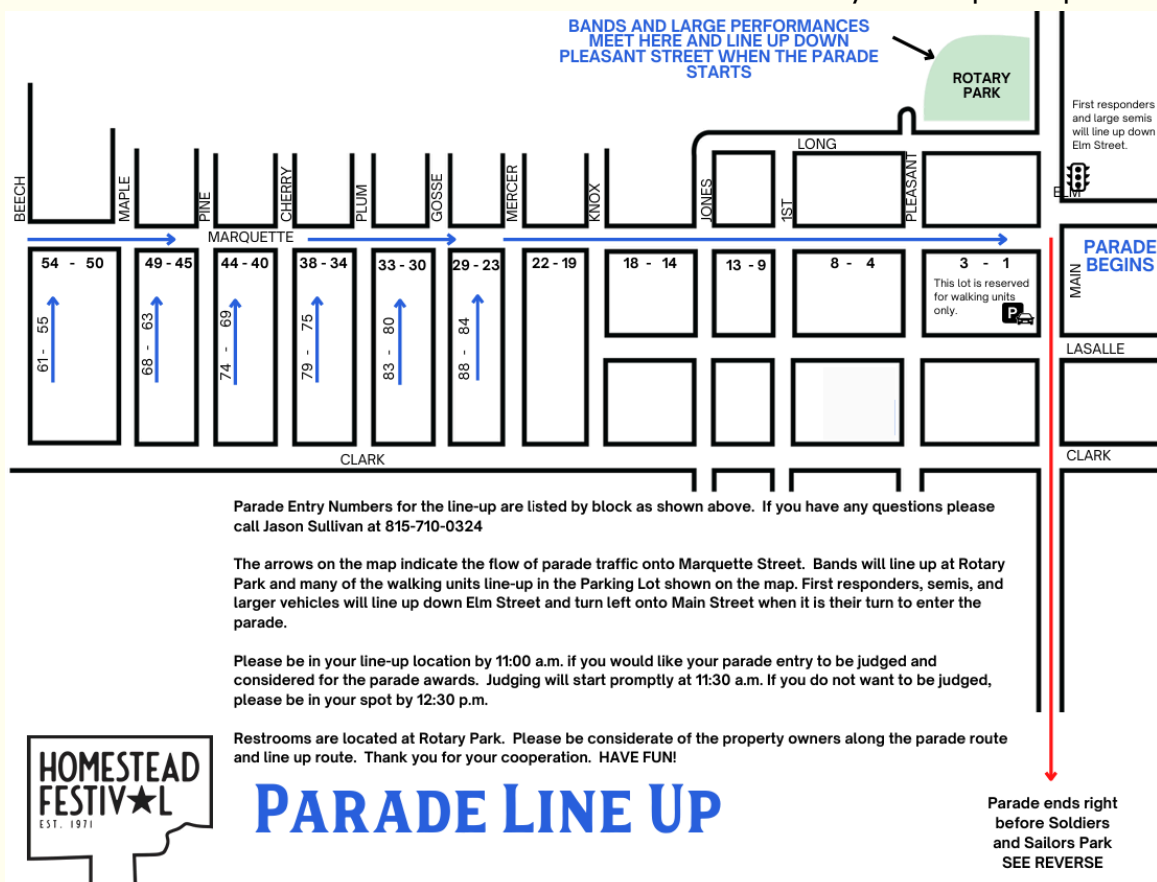 BANDS AND LARGE PERFORMANCES
MEET HERE AND LINE UP DOWN
PLEASANT STREET WHEN THE PARADE
STARTS
ROTARY
PARK
First responders
and large semis
will line up down
Elm Street.
LONG
ELM
BEECH
MAPLE
PINE
CHERRY
PLUM
GOSSE
MERCER
KNOX
JONES
1ST
PLEASANT
MARQUETTE
PARADE
BEGINS
MAIN
54 - 50
49 - 45
44 - 40
38 - 34
33 - 30
29 - 23
22 - 19
18 - 14
13 - 9
8 - 4
3 - 1
This lot is reserved
for walking units
only.
P
61 - 55
68 - 63
74 - 69
79 - 75
83 - 80
88 - 84
LASALLE
CLARK
CLARK
Parade Entry Numbers for the line-up are listed by block as shown above. If you have any questions please
call Jason Sullivan at 815-710-0324
The arrows on the map indicate the flow of parade traffic onto Marquette Street. Bands will line up at Rotary
Park and many of the walking units line-up in the Parking Lot shown on the map. First responders, semis, and
larger vehicles will line up down Elm Street and turn left onto Main Street when it is their turn to enter the
parade.
Please be in your line-up location by 11:00 a.m. if you would like your parade entry to be judged and
considered for the parade awards. Judging will start promptly at 11:30 a.m. If you do not want to be judged,
please be in your spot by 12:30 p.m.
Restrooms are located at Rotary Park. Please be considerate of the property owners along the parade route
and line up route. Thank you for your cooperation. HAVE FUN!
HOMESTEAD
FESTIV★L
EST. 1971
PARADE LINE UP
Parade ends right
before Soldiers
and Sailors Park
SEE REVERSE